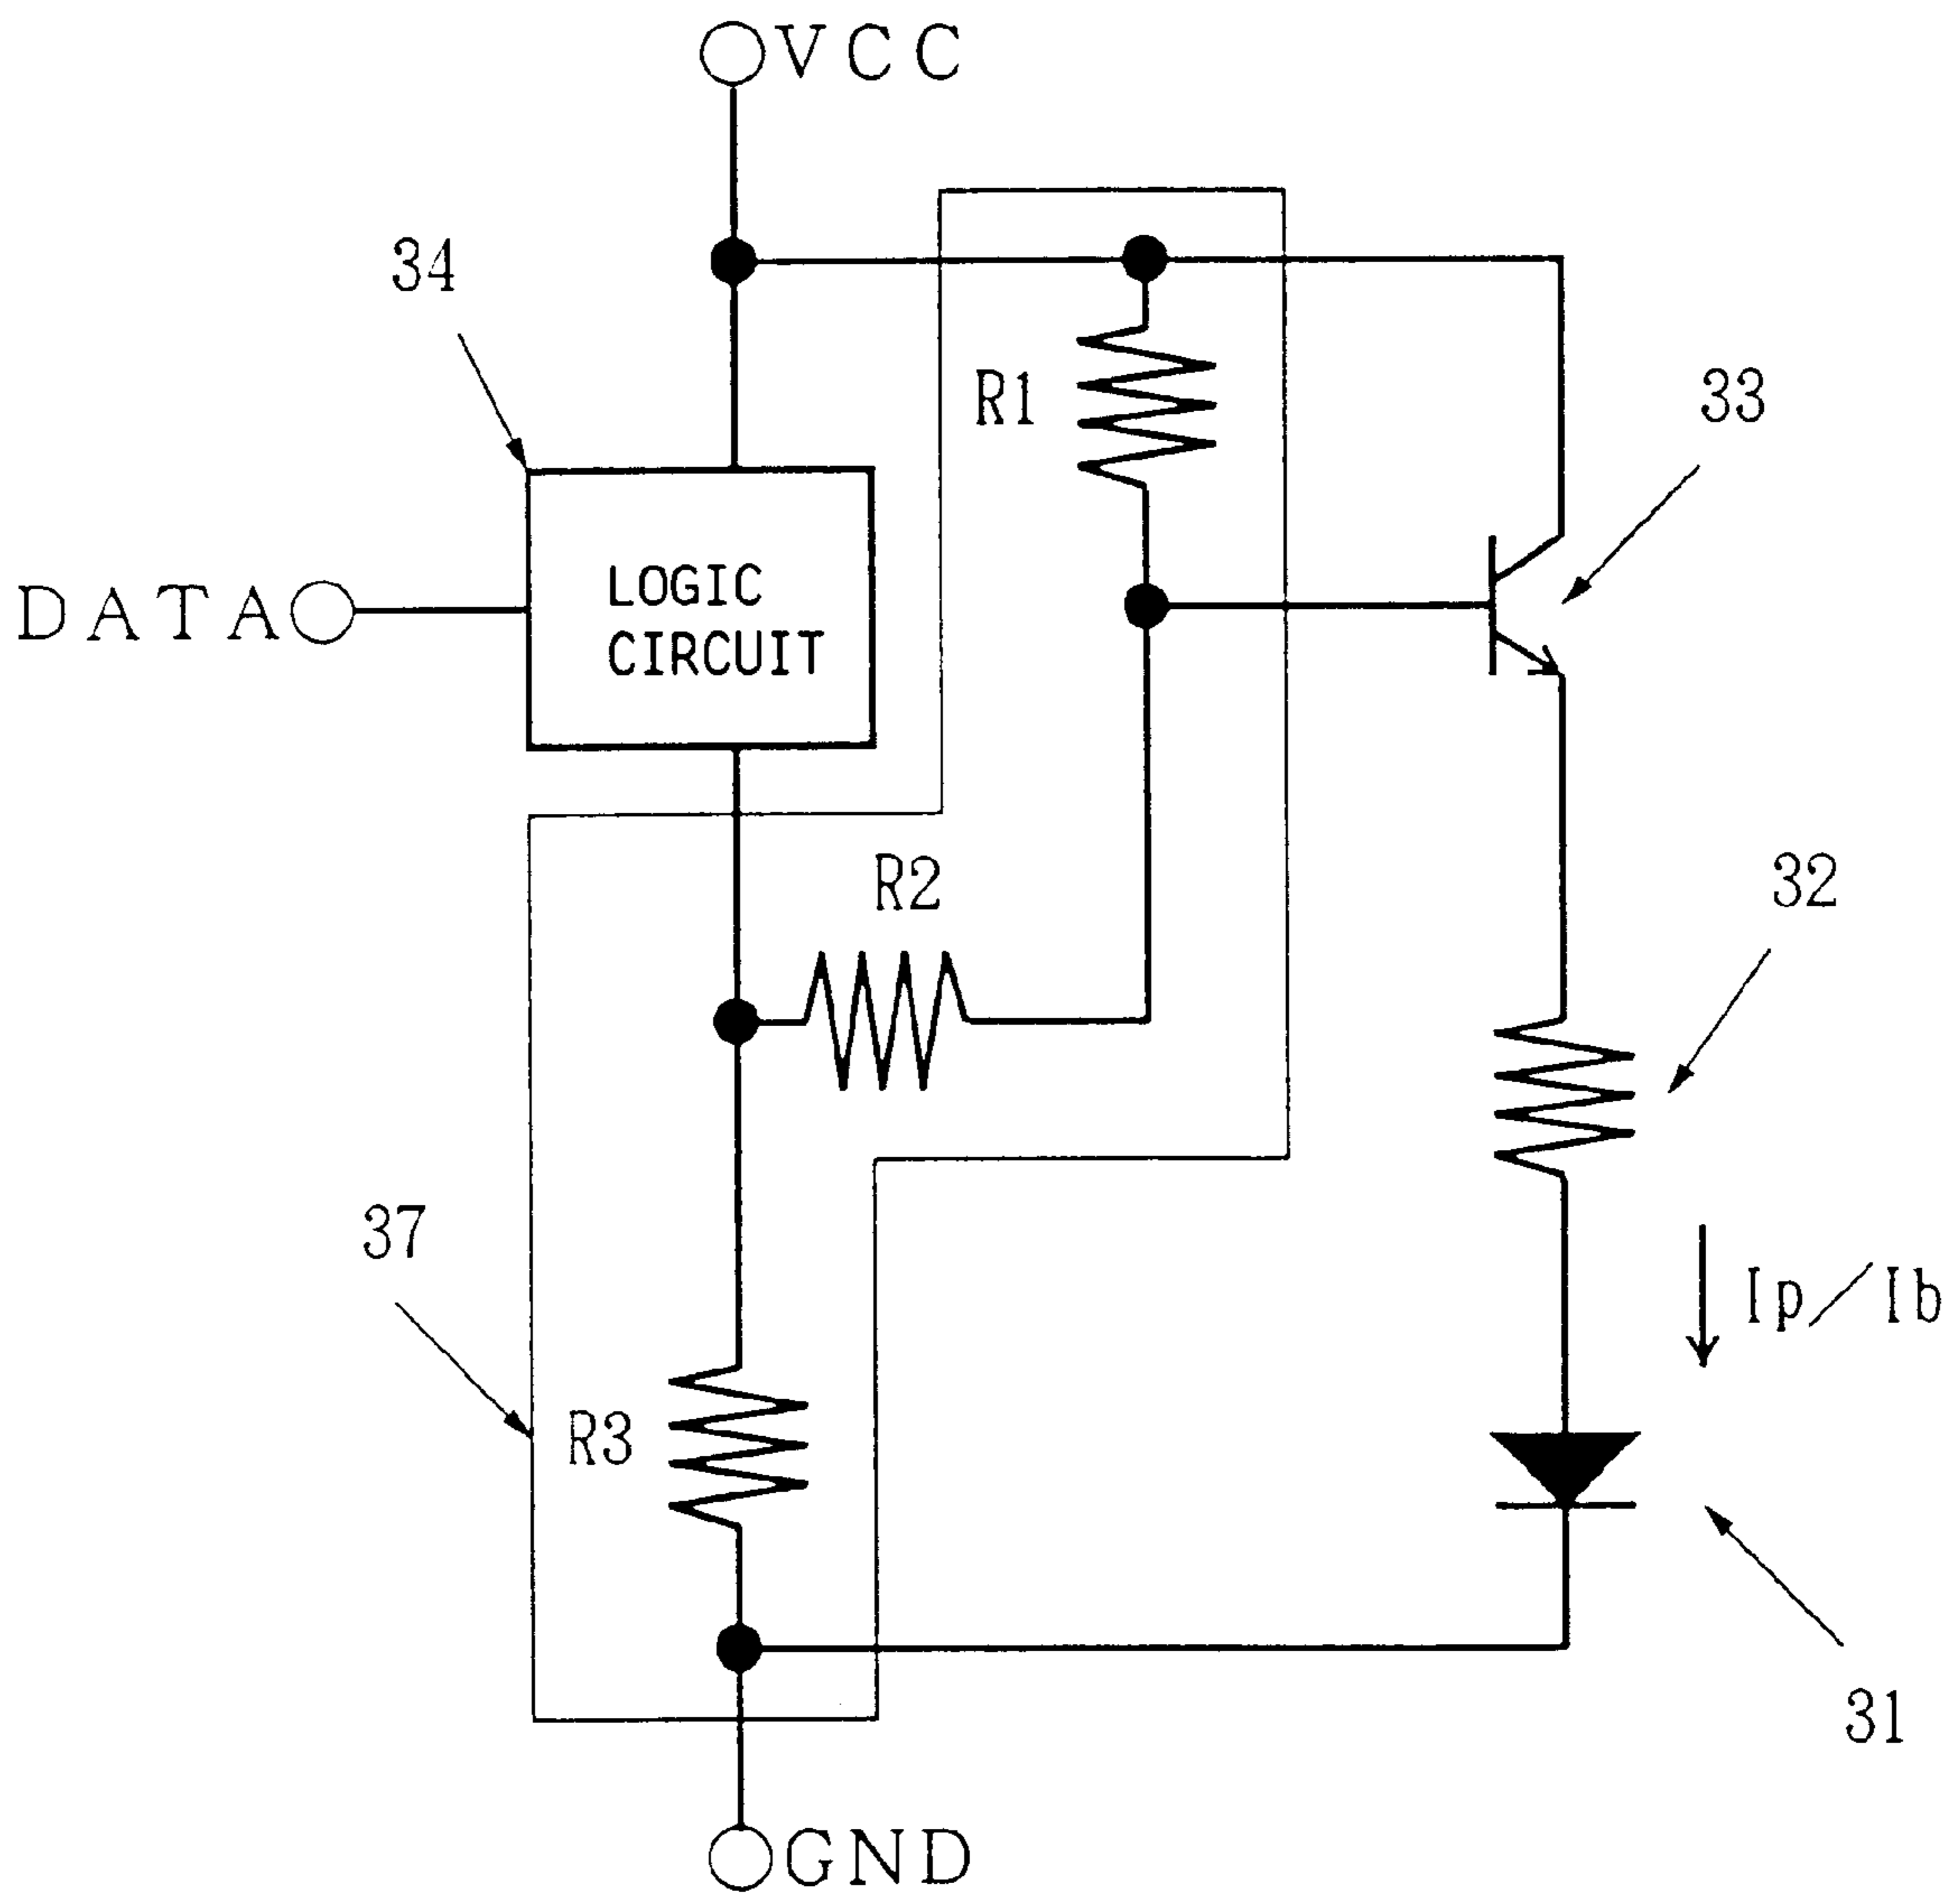 VCC
34
R1
33
DATA
LOGIC
CIRCUIT
R2
32
37
Ip/Ib
R3
31
GND